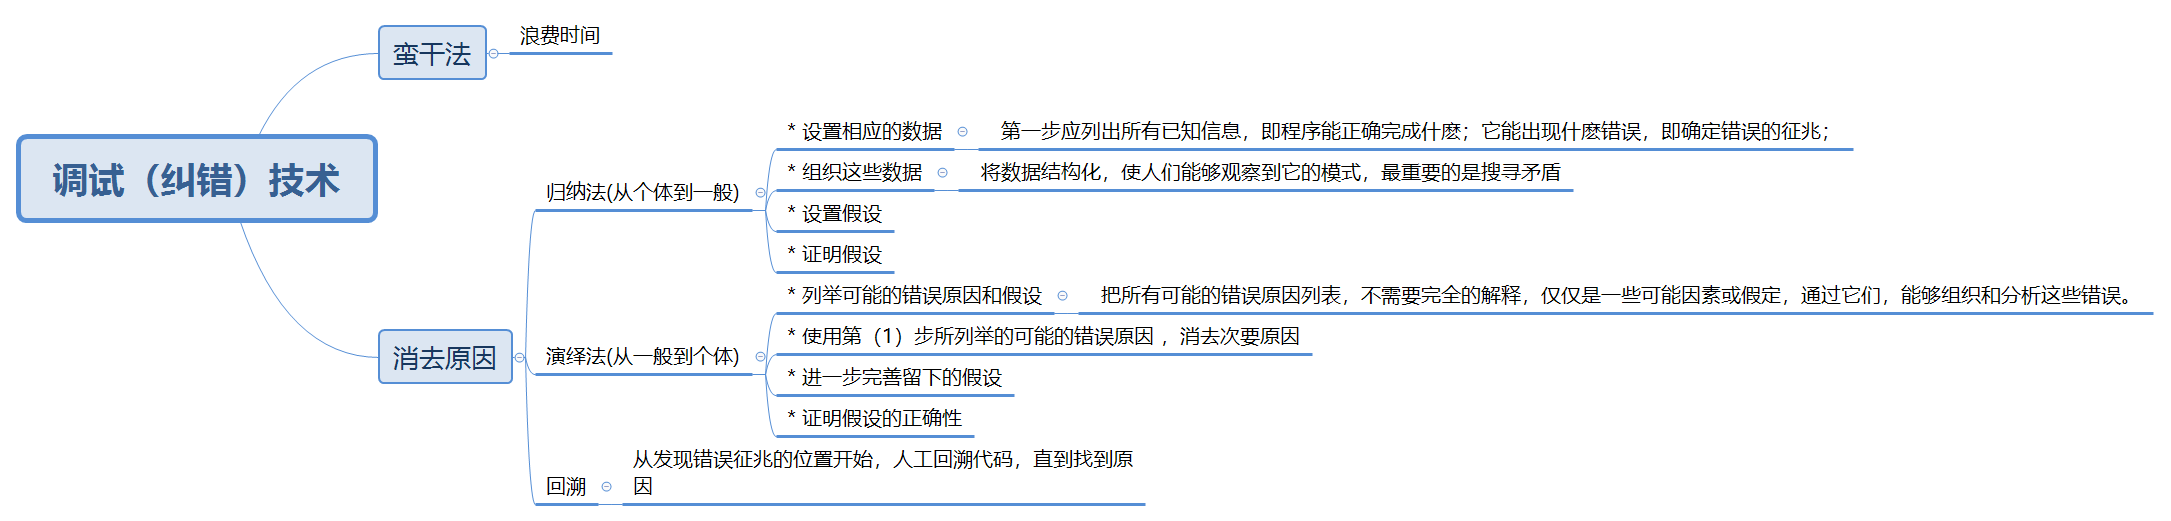 调试（纠错）技术
蛮干法
浪费时间
消去原因
归纳法(从个体到一般)
* 设置相应的数据
第一步应列出所有已知信息，即程序能正确完成什麽；它能出现什麽错误，即确定错误的征兆；
* 组织这些数据
将数据结构化，使人们能够观察到它的模式，最重要的是搜寻矛盾
* 设置假设
* 证明假设
演绎法(从一般到个体)
* 列举可能的错误原因和假设
把所有可能的错误原因列表，不需要完全的解释，仅仅是一些可能因素或假定，通过它们，能够组织和分析这些错误。
* 使用第（1）步所列举的可能的错误原因 ，消去次要原因
* 进一步完善留下的假设
* 证明假设的正确性
回溯
从发现错误征兆的位置开始，人工回溯代码，直到找到原
因